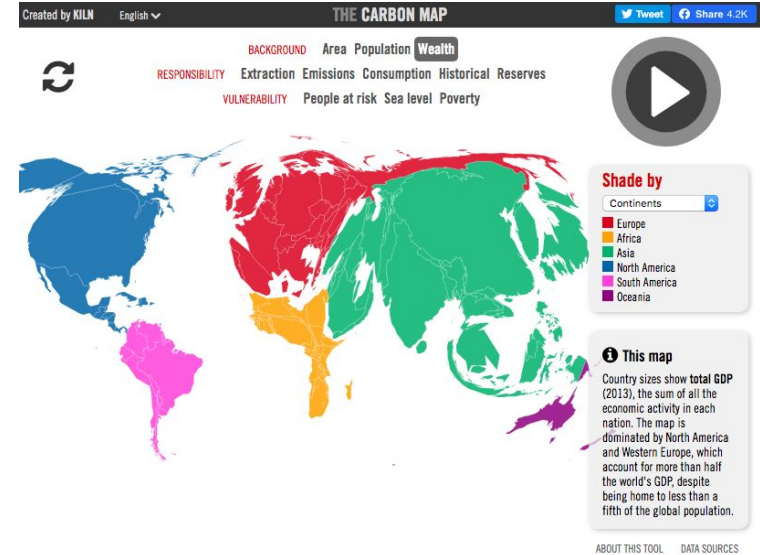 Created by KILN English THE CARBON MAP Tweet Share 4.2K
BACKGROUND Area Population Wealth
RESPONSIBILITY Extraction Emissions Consumption Historical Reserves
VULNERABILITY People at risk Sea level Poverty
Shade by
Continents
Europe
Africa
Asia
North America
South America
Oceania
This map
Country sizes show total GDP
(2013), the sum of all the
economic activity in each
nation. The map is
dominated by North America
and Western Europe, which
account for more than half
the world's GDP, despite
being home to less than a
fifth of the global population.
ABOUT THIS TOOL DATA SOURCES